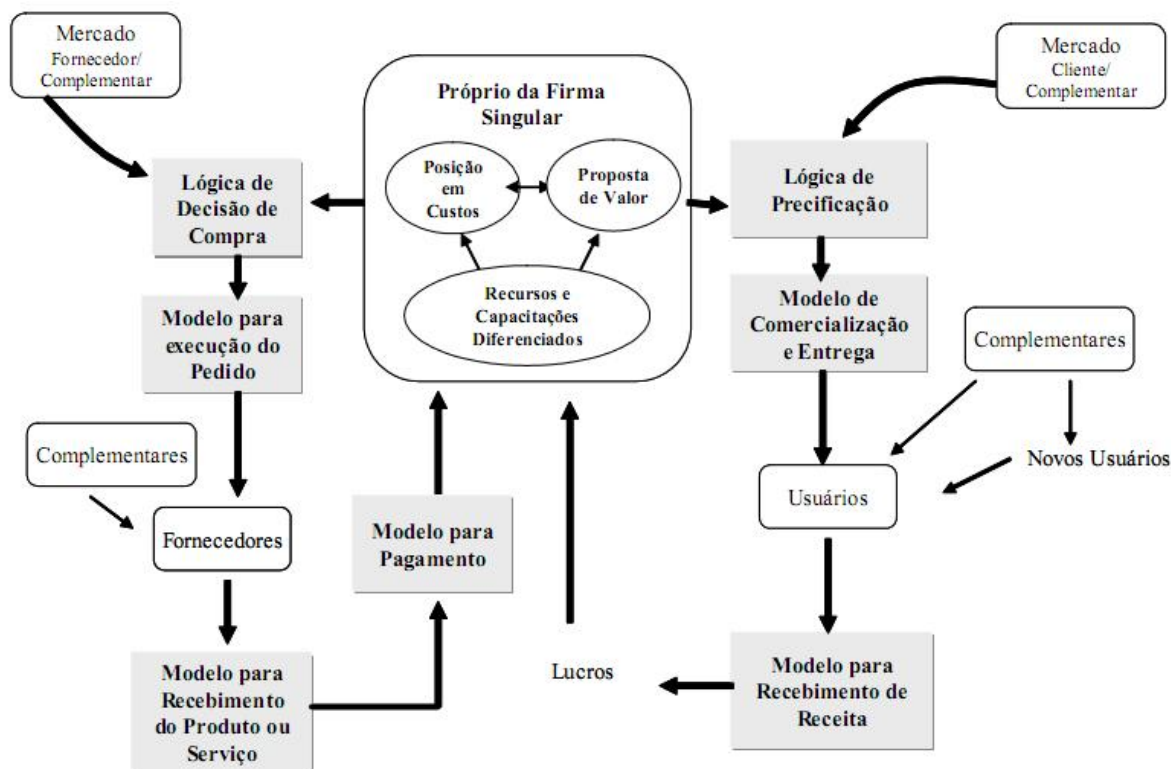 Mercado
Fornecedor/
Complementar
Próprio da Firma
Singular
Posição
em
Custos
Proposta
de Valor
Recursos e
Capacitações
Diferenciados
Mercado
Cliente/
Complementar
Lógica de
Decisão de
Compra
Lógica de
Precificação
Modelo para
execução do
Pedido
Modelo de
Comercialização
e Entrega
Complementares
Complementares
Novos Usuários
Fornecedores
Usuários
Modelo para
Pagamento
Modelo para
Recebimento
do Produto ou
Serviço
Lucros
Modelo para
Recebimento de
Receita